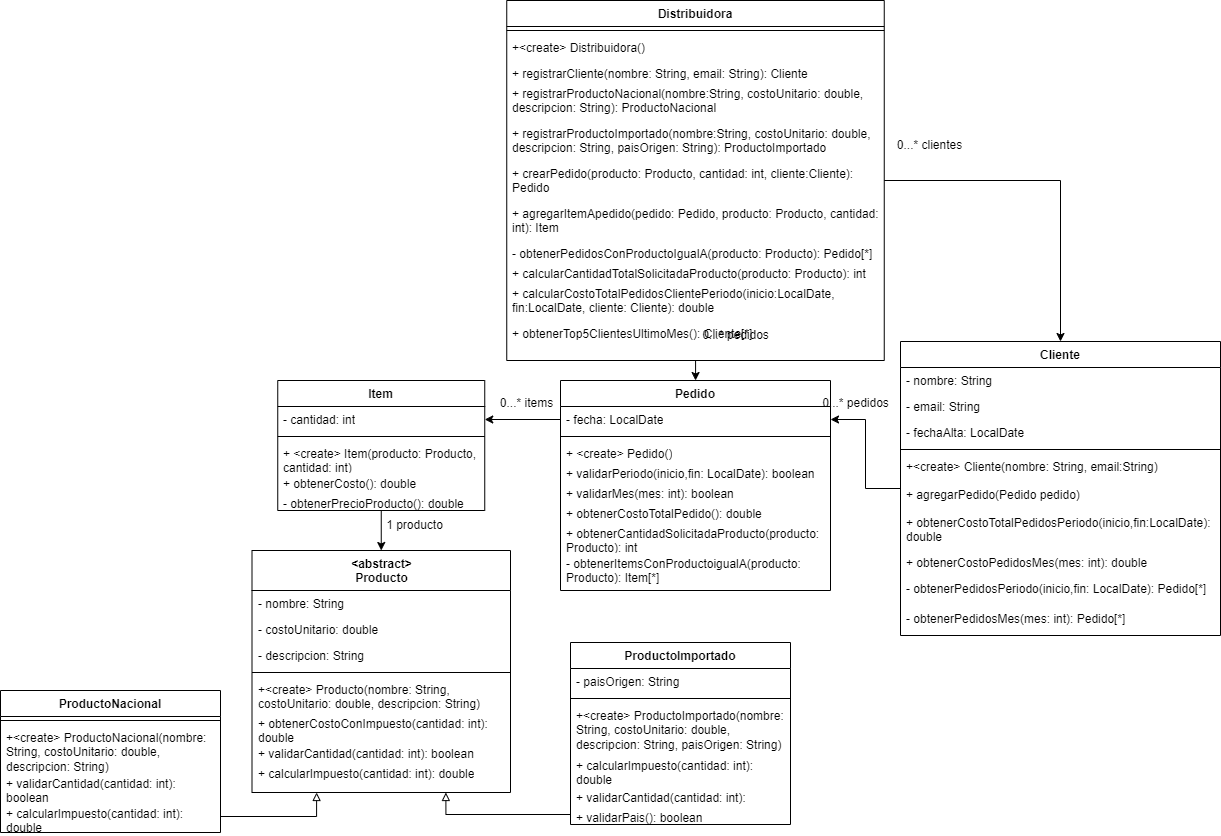 Distribuidora
+<create> Distribuidora()
+ registrarCliente(nombre: String, email: String): Cliente
+ registrarProductoNacional(nombre:String, costoUnitario: double,
descripcion: String): ProductoNacional
+ registrarProductoImportado(nombre:String, costoUnitario: double,
descripcion: String, paisOrigen: String): ProductoImportado
+ crearPedido(producto: Producto, cantidad: int, cliente:Cliente):
Pedido
+ agregarItemApedido(pedido: Pedido, producto: Producto, cantidad:
int): Item
- obtenerPedidosConProductoIgualA(producto: Producto): Pedido[*]
+ calcularCantidadTotalSolicitadaProducto(producto: Producto): int
+ calcularCostoTotalPedidosClientePeriodo(inicio:LocalDate,
fin:LocalDate, cliente: Cliente): double
+ obtenerTop5ClientesUltimoMes(): Cliente[*]
0...* pedidos
0...* clientes
Cliente
- nombre: String
- email: String
- fechaAlta: LocalDate
+<create> Cliente(nombre: String, email:String)
+ agregarPedido(Pedido pedido)
+ obtenerCostoTotalPedidosPeriodo(inicio,fin:LocalDate):
double
+ obtenerCostoPedidosMes(mes: int): double
- obtenerPedidosPeriodo(inicio,fin: LocalDate): Pedido[*]
- obtenerPedidosMes(mes: int): Pedido[*]
0...* pedidos
Pedido
- fecha: LocalDate
+ <create> Pedido()
+ validarPeriodo(inicio,fin: LocalDate): boolean
+ validarMes(mes: int): boolean
+ obtenerCostoTotalPedido(): double
+ obtenerCantidadSolicitadaProducto(producto:
Producto): int
- obtenerItemsConProductoigualA(producto:
Producto): Item[*]
0...* items
Item
- cantidad: int
+ <create> Item(producto: Producto,
cantidad: int)
+ obtenerCosto(): double
- obtenerPrecioProducto(): double
1 producto
<abstract>
Producto
- nombre: String
- costoUnitario: double
- descripcion: String
+<create> Producto(nombre: String,
costoUnitario: double, descripcion: String)
+ obtenerCostoConImpuesto(cantidad: int):
double
+ validarCantidad(cantidad: int): boolean
+ calcularImpuesto(cantidad: int): double
ProductoImportado
- paisOrigen: String
+<create> ProductoImportado(nombre:
String, costoUnitario: double,
descripcion: String, paisOrigen: String)
+ calcularImpuesto(cantidad: int):
double
+ validarCantidad(cantidad: int):
+ validarPais(): boolean
ProductoNacional
+<create> ProductoNacional(nombre:
String, costoUnitario: double,
descripcion: String)
+ validarCantidad(cantidad: int):
boolean
+ calcularImpuesto(cantidad: int):
double